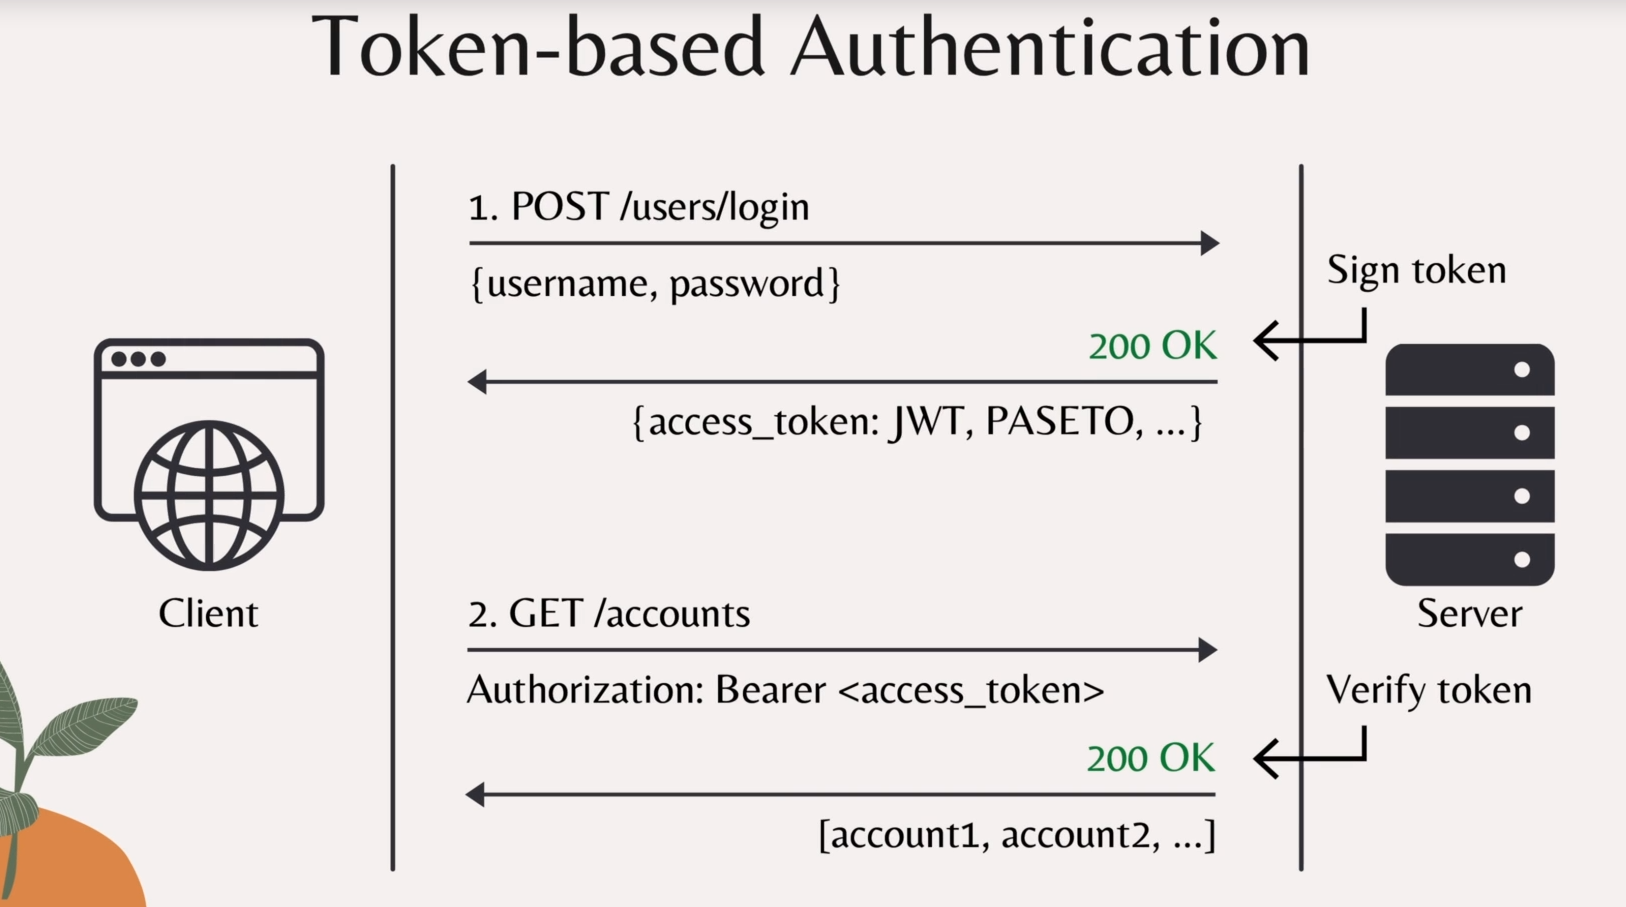 Token-based Authentication
1. POST /users/login
{username, password}
Sign token
200 OK
{access_token: JWT, PASETO, ...}
Client
Server
2. GET /accounts
Authorization: Bearer <access_token>
Verify token
200 OK
[account1, account2, ...]